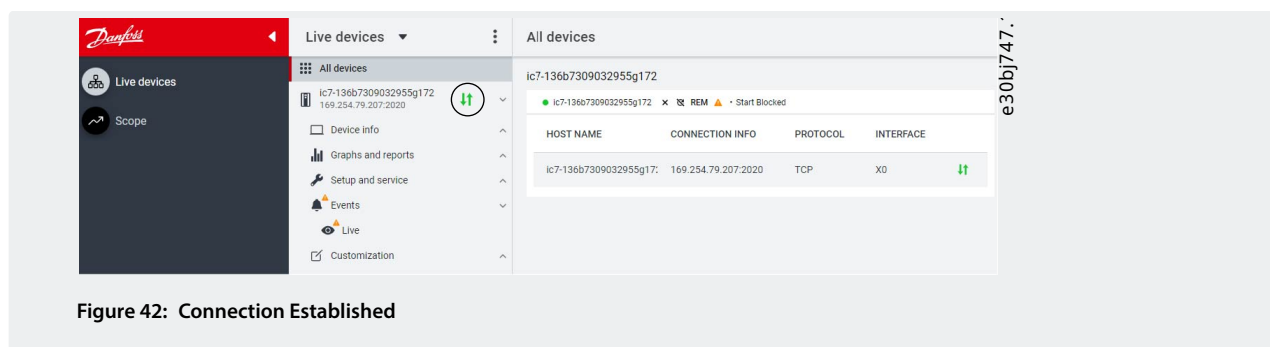 Danfoss
Live devices
Scope
Live devices
All devices
ic7-136b7309032955g172
169.254.79.207:2020
Device info
Graphs and reports
Setup and service
Events
Live
Customization
All devices
ic7-136b7309032955g172
ic7-136b7309032955g172 REM • Start Blocked
HOST NAME CONNECTION INFO PROTOCOL INTERFACE
ic7-136b7309032955g17 169.254.79.207:2020 TCP X0
e30bj747.
Figure 42: Connection Established